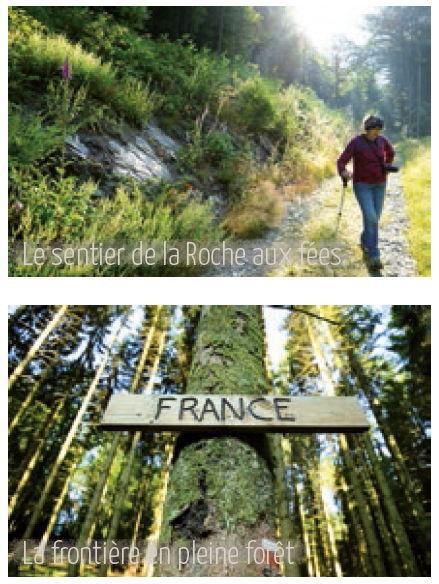 Le sentier de la Roche aux fées
FRANCE
La frontière en pleine forêt